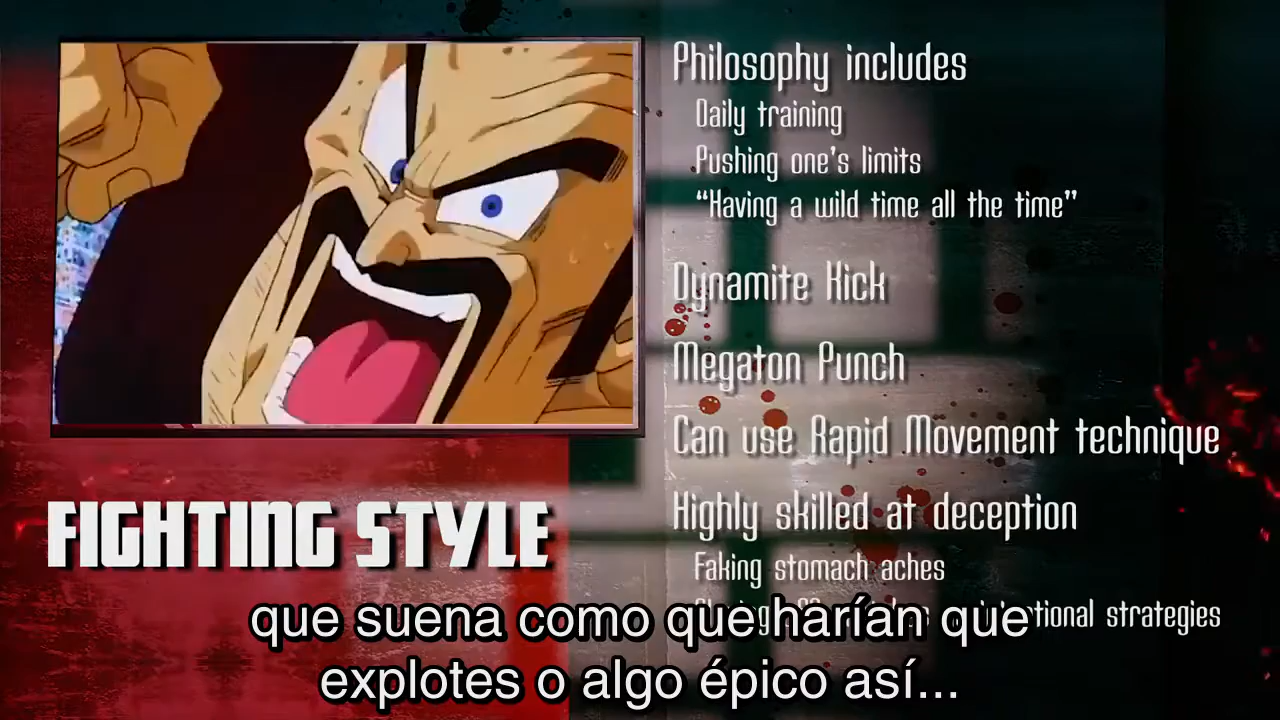 Philosophy includes
Daily training
Pushing one's limits
“Having a wild time all the time”
Dynamite Kick
Megaton Punch
Can use Rapid Movement technique
Highly skilled at deception
Faking stomach aches
strategies
FIGHTING STYLE
que suena como que harían que
explotes o algo épico así...